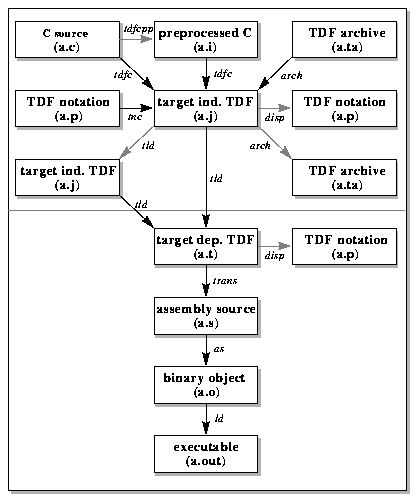 C source
(a.c)
tdfcpp
preprocessed C
(a.i)
TDF archive
(a.ta)
tdfc
tdfc
arch
TDF notation
(a.p)
tnc
target ind. TDF
(a.j)
disp
TDF notation
(a.p)
tld
arch
target ind. TDF
(a.j)
tld
TDF archive
(a.ta)
tld
target dep. TDF
(a.t)
disp
TDF notation
(a.p)
trans
assembly source
(a.s)
as
binary object
(a.o)
ld
executable
(a.out)